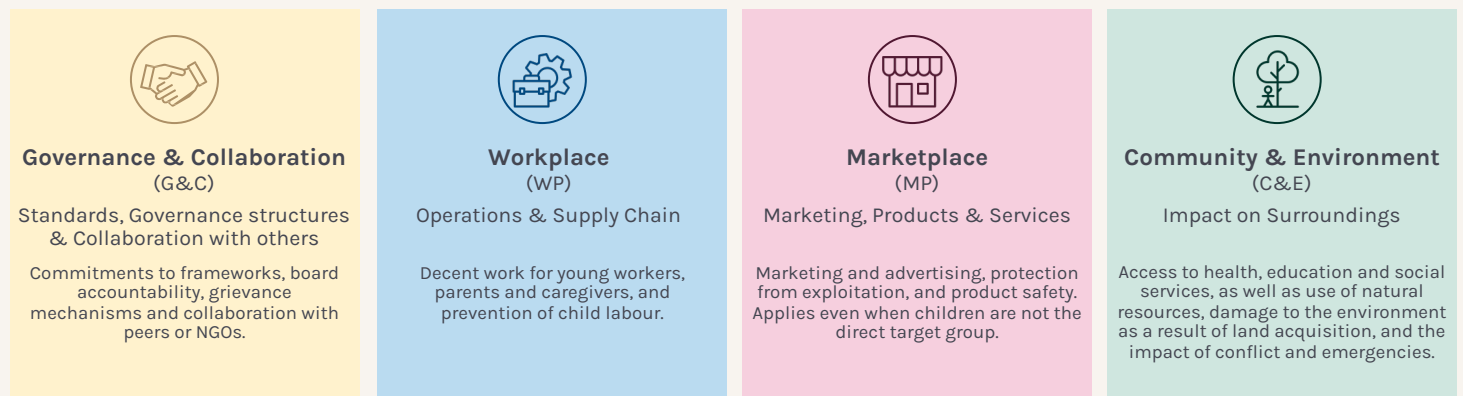 Governance & Collaboration
(G&C)
Standards, Governance structures
& Collaboration with others
Commitments to frameworks, board
accountability, grievance
mechanisms and collaboration with
peers or NGOs.
Workplace
(WP)
Operations & Supply Chain
Decent work for young workers,
parents and caregivers, and
prevention of child labour.
Marketplace
(MP)
Marketing, Products & Services
Marketing and advertising, protection
from exploitation, and product safety.
Applies even when children are not the
direct target group.
Community & Environment
(C&E)
Impact on Surroundings
Access to health, education and social
services, as well as use of natural
resources, damage to the environment
as a result of land acquisition, and the
impact of conflict and emergencies.